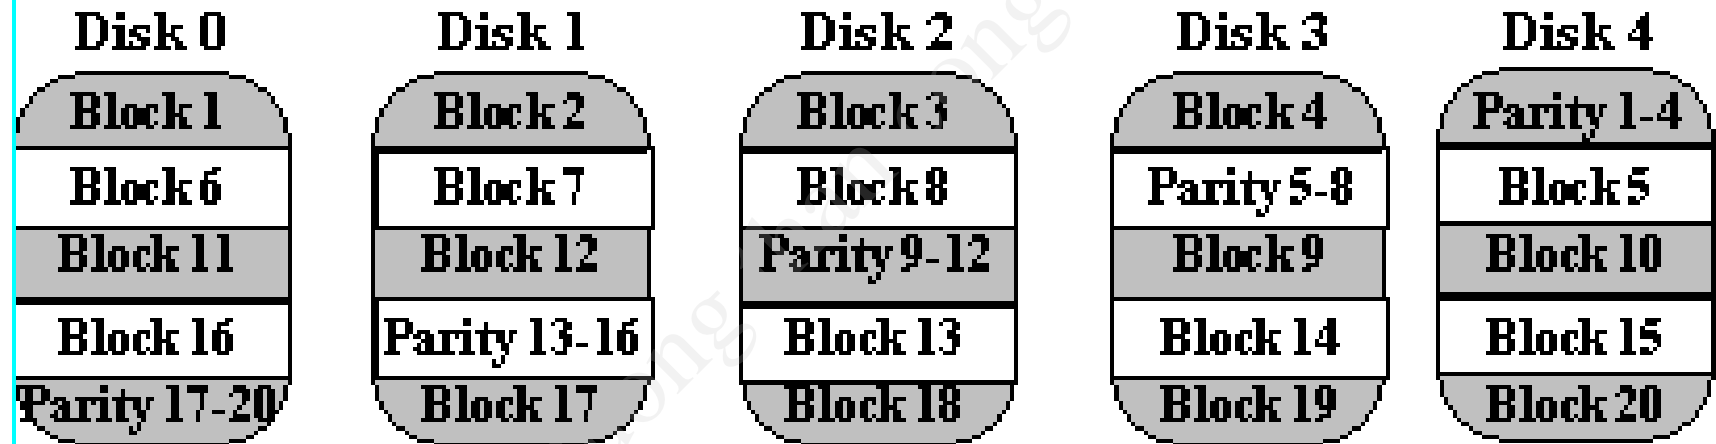 Disk 0 Disk 1 Disk 2 Disk 3 Disk 4
Block 1 Block 2 Block 3 Block 4 Parity 1-4
Block 6 Block 7 Block 8 Parity 5-8 Block 5
Block 11 Block 12 Parity 9-12 Block 9 Block 10
Block 16 Parity 13-16 Block 13 Block 14 Block 15
Parity 17-20 Block 17 Block 18 Block 19 Block 20